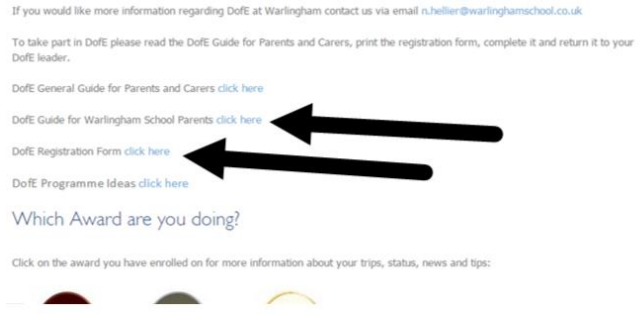 If you would like more information regarding DofE at Warlingham contact us via email n.hellier@warlinghamschool.co.uk
To take part in DofE please read the DofE Guide for Parents and Carers, print the registration form, complete it and return it to your
DofE leader.
DofE General Guide for Parents and Carers click here
DofE Guide for Warlingham School Parents click here
DofE Registration Form click here
DofE Programme Ideas click here
Which Award are you doing?
Click on the award you have enrolled on for more information about your trips, status, news and tips: